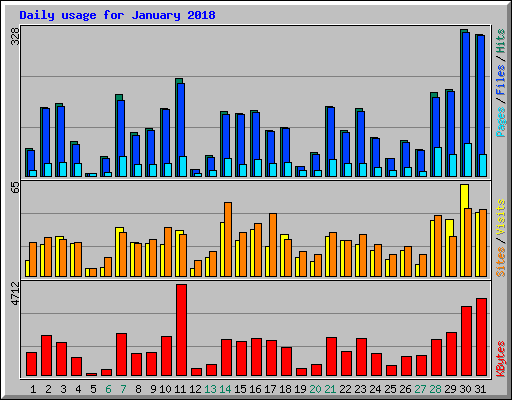 Daily usage for January 2018
328
Pages / Files / Hits
65
Sites / Visits
4712
KBytes
1 2 3 4 5 6 7 8 9 10 11 12 13 14 15 16 17 18 19 20 21 22 23 24 25 26 27 28 29 30 31